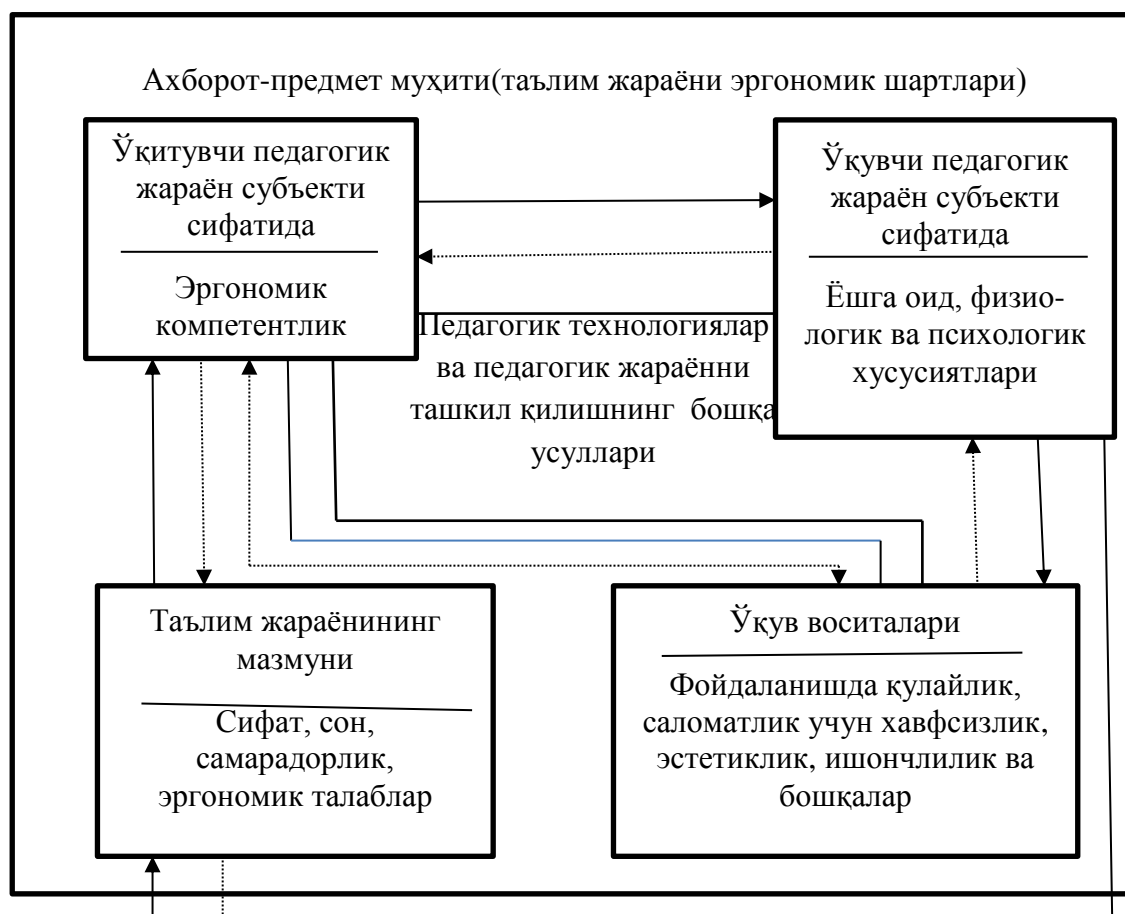 Ахборот-предмет муҳити(таълим жараёни эргономик шартлари)
Ўқитувчи педагогик
жараён субъекти
сифатида
Эргономик
компетентлик
Ўқувчи педагогик
жараён субъекти
сифатида
Ёшга оид, физио-
логик ва психологик
хусусиятлари
Педагогик технологиялар
ва педагогик жараённи
ташкил қилишнинг бошқа
усуллари
Таълим жараёнининг
мазмуни
Сифат, сон,
самарадорлик,
эргономик талаблар
Ўқув воситалари
Фойдаланишда қулайлик,
саломатлик учун хавфсизлик,
эстетиклик, ишончлилик ва
бошқалар